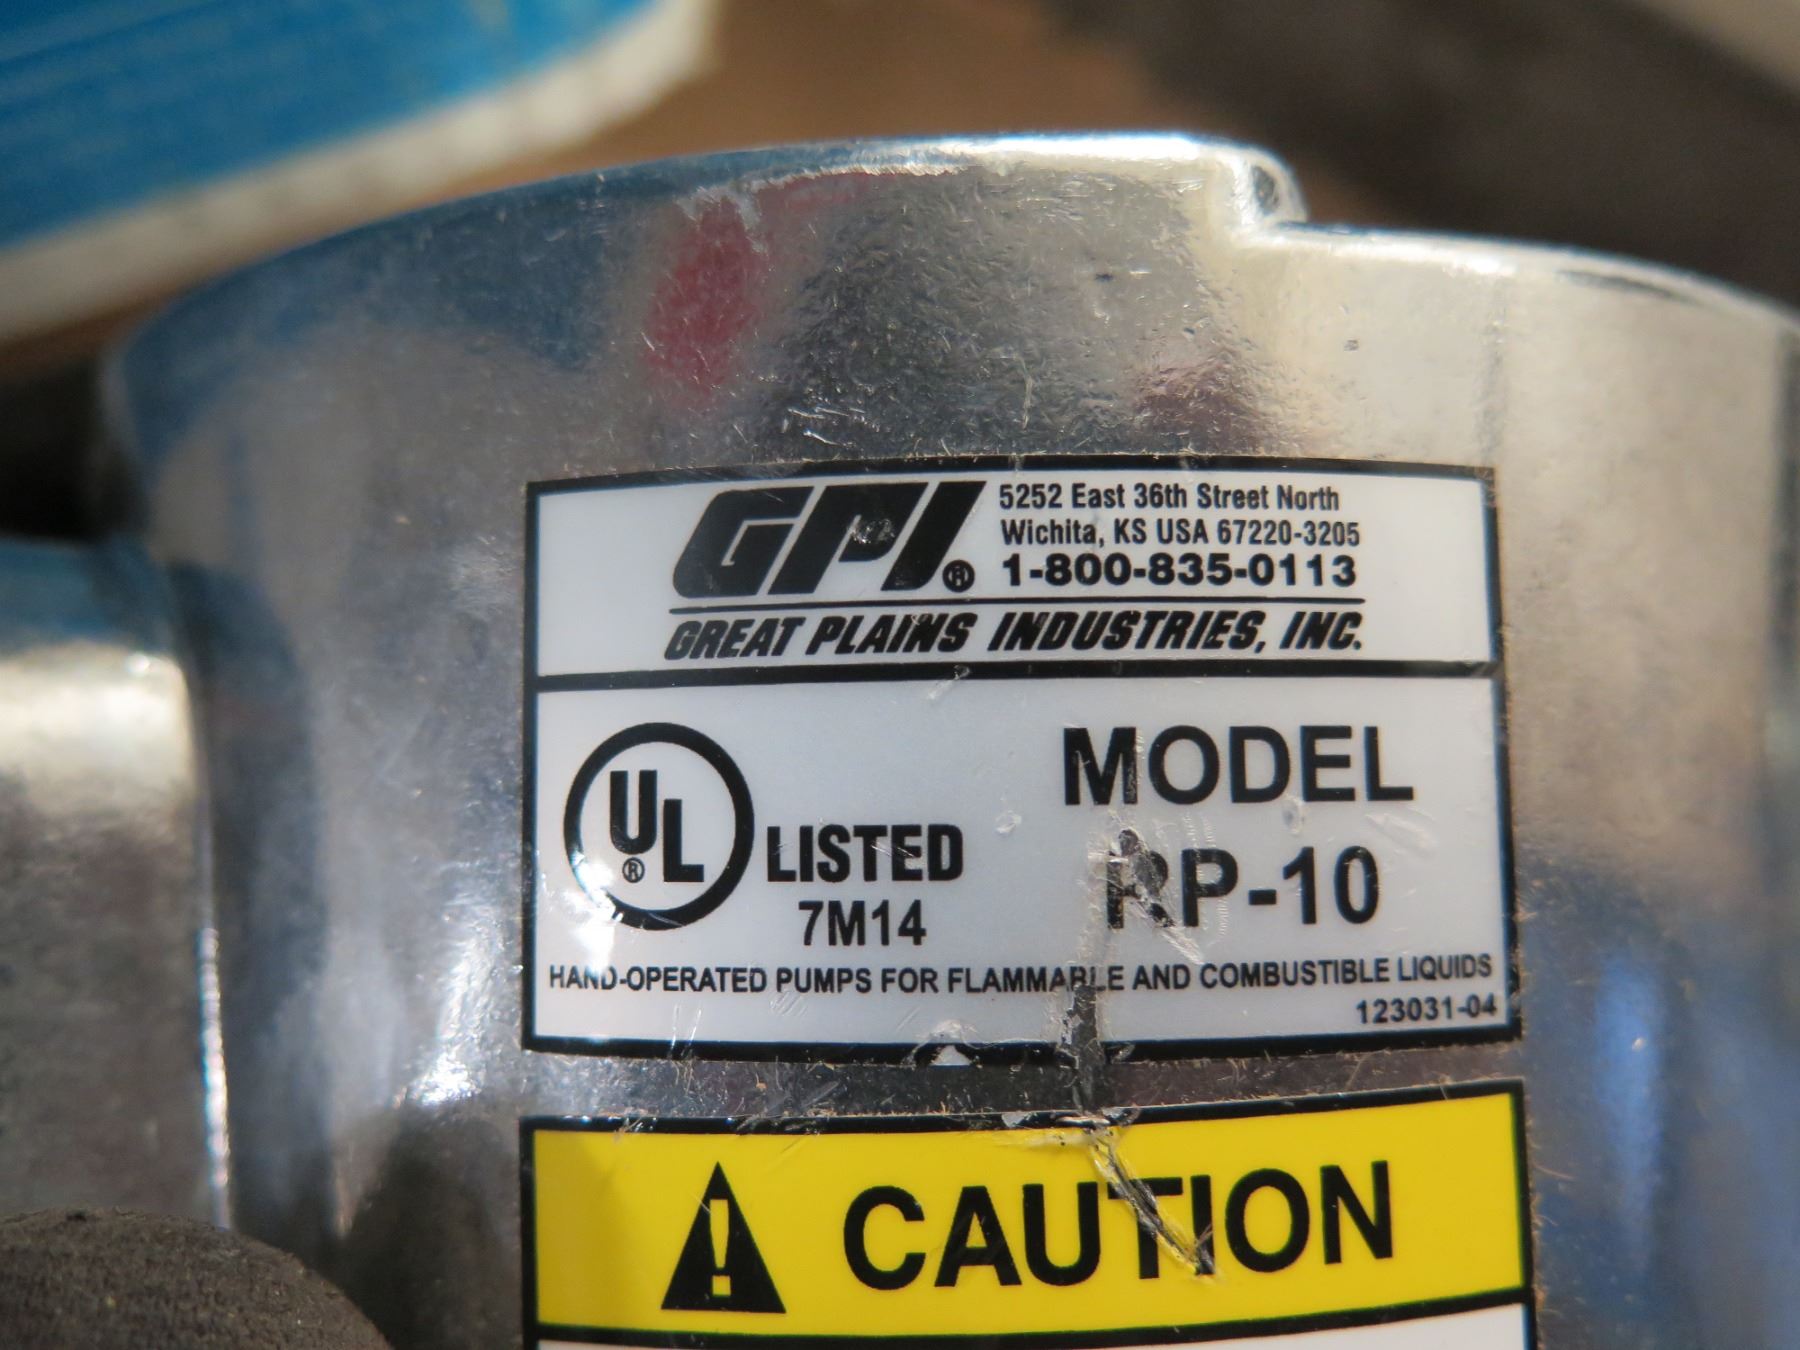 GPI® 5252 East 36th Street North
Wichita, KS USA 67220-3205
1-800-835-0113
GREAT PLAINS INDUSTRIES, INC.
UL® LISTED
7M14
MODEL
RP-10
HAND-OPERATED PUMPS FOR FLAMMABLE AND COMBUSTIBLE LIQUIDS
123031-04
! CAUTION